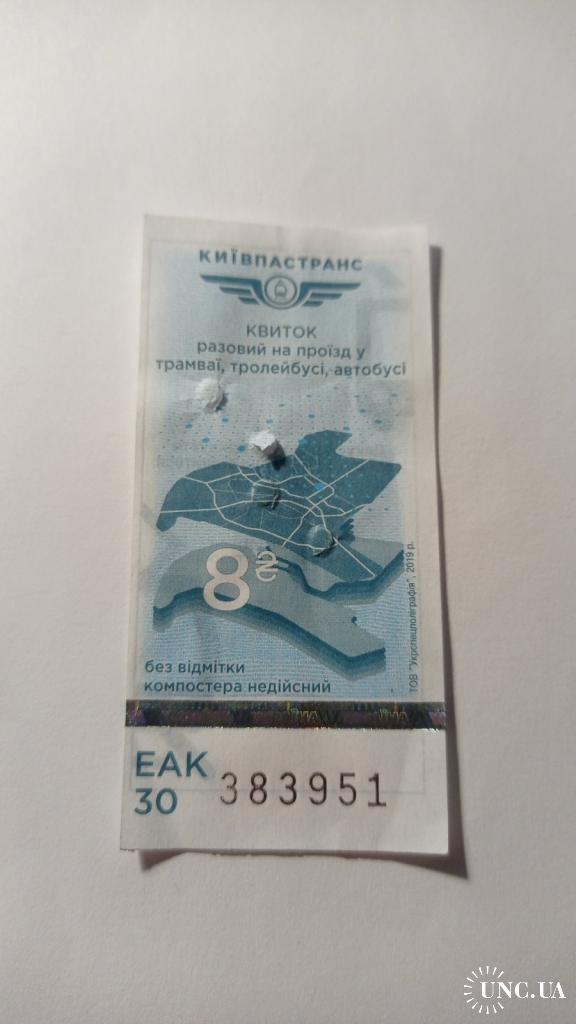 КИЇВПАСТРАНС
КВИТОК
разовий на проїзд у
трамваї, тролейбусі, автобусі
8 ₴
ТОВ "Укрспецполіграфія", 2019 р.
без відмітки
компостера недійсний
ЕАК
30
383951
UNC.UA